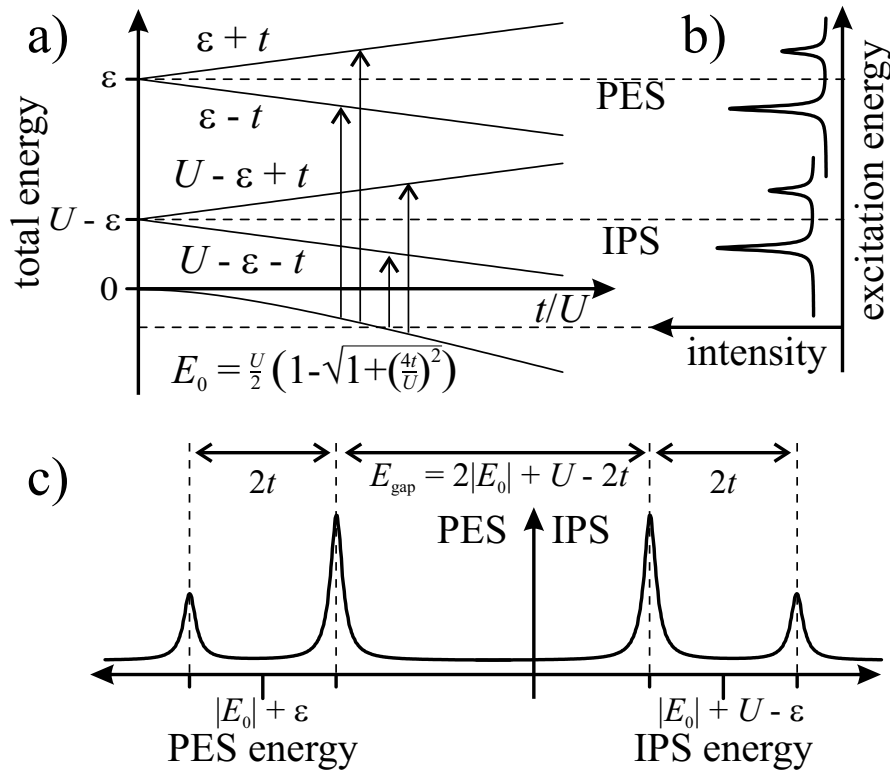 a)
b)
total energy
ε + t
ε
ε - t
U - ε + t
U - ε
U - ε - t
0
t/U
E₀ = U/2 (1-√1+(4t/U)²)
PES
IPS
excitation energy
intensity
c)
2t
E_gap = 2|E₀| + U - 2t
2t
PES
IPS
|E₀| + ε
PES energy
|E₀| + U - ε
IPS energy